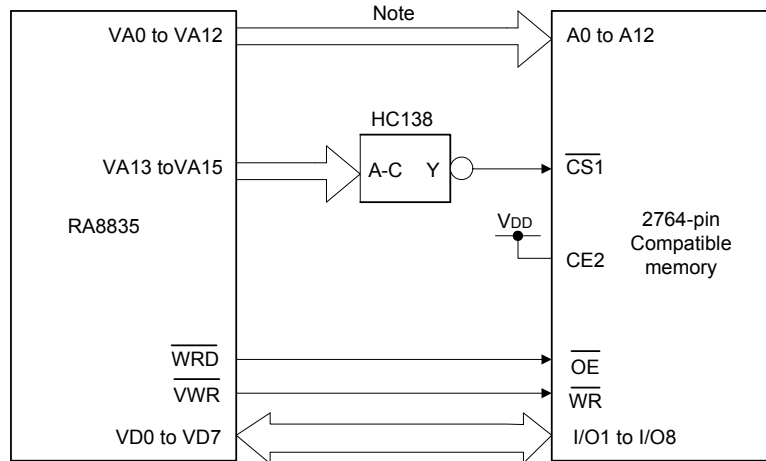 Note
VA0 to VA12
A0 to A12
HC138
VA13 toVA15
A-C Y
CS1
RA8835
VDD
2764-pin
Compatible
memory
CE2
WRD
OE
VWR
WR
VD0 to VD7
I/O1 to I/O8